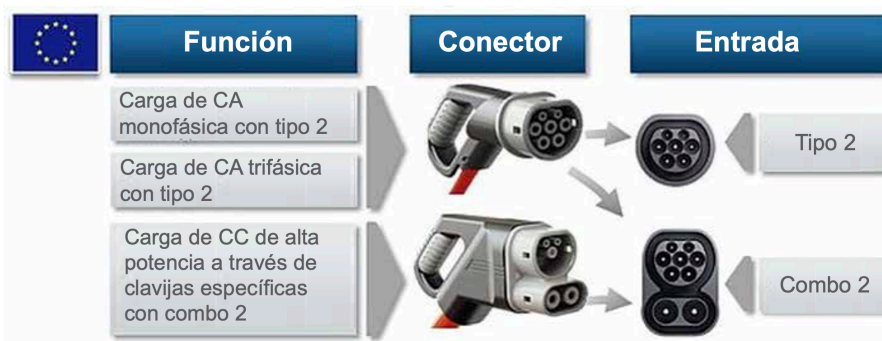 Función
Conector
Entrada
Carga de CA
monofásica con tipo 2
Carga de CA trifásica
con tipo 2
Tipo 2
Carga de CC de alta
potencia a través de
clavijas específicas
con combo 2
Combo 2